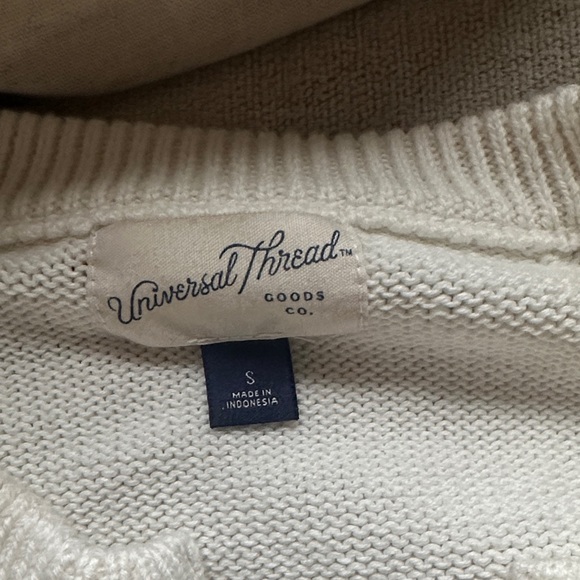 Universal Thread™
GOODS
CO.
S
MADE IN
INDONESIA